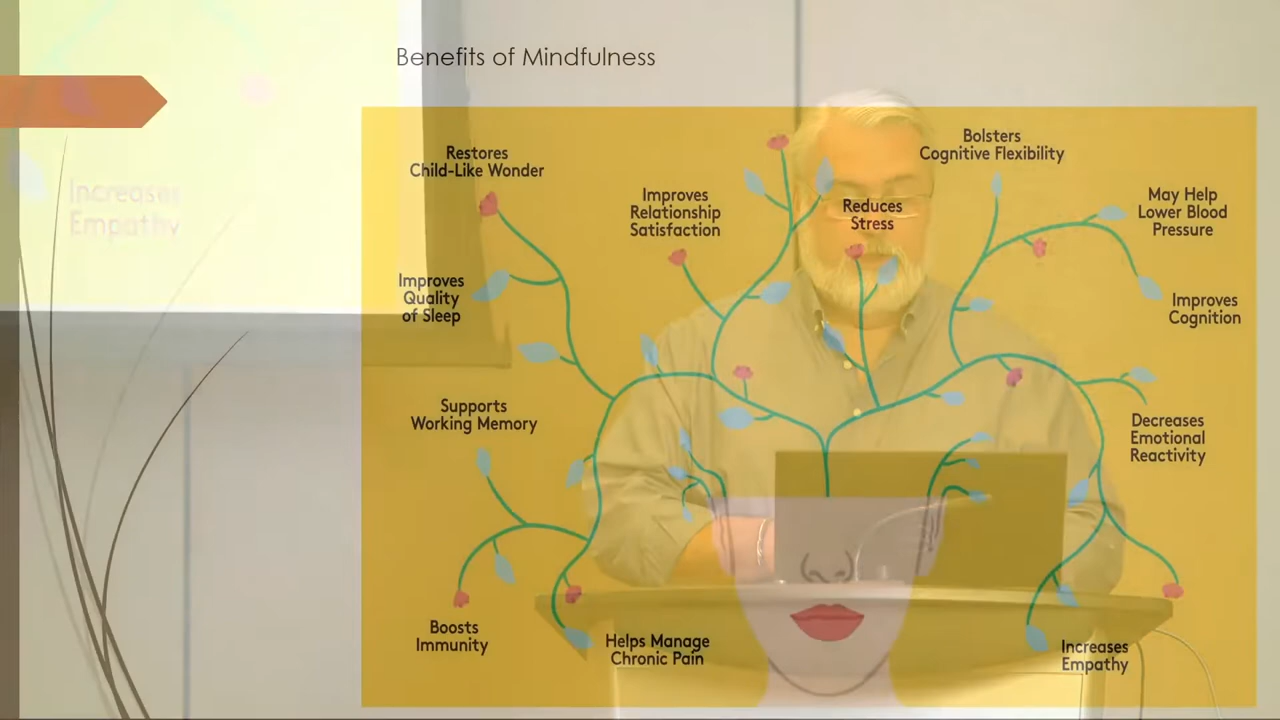 Benefits of Mindfulness
Increases
Empathy
Restores
Child-Like Wonder
Improves
Relationship
Satisfaction
Reduces
Stress
Bolsters
Cognitive Flexibility
May Help
Lower Blood
Pressure
Improves
Quality
of Sleep
Improves
Cognition
Supports
Working Memory
Decreases
Emotional
Reactivity
Boosts
Immunity
Helps Manage
Chronic Pain
Increases
Empathy